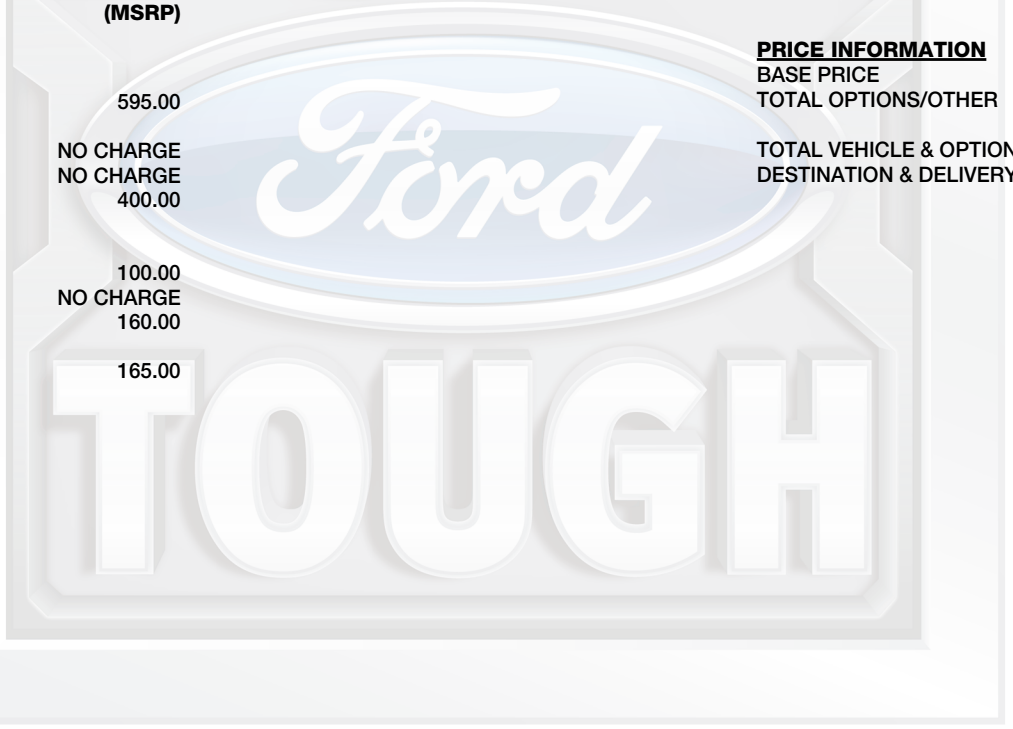 (MSRP)
595.00
NO CHARGE
NO CHARGE
400.00
100.00
NO CHARGE
160.00
165.00
PRICE INFORMATION
BASE PRICE
TOTAL OPTIONS/OTHER
TOTAL VEHICLE & OPTION
DESTINATION & DELIVERY
Ford
TOUGH